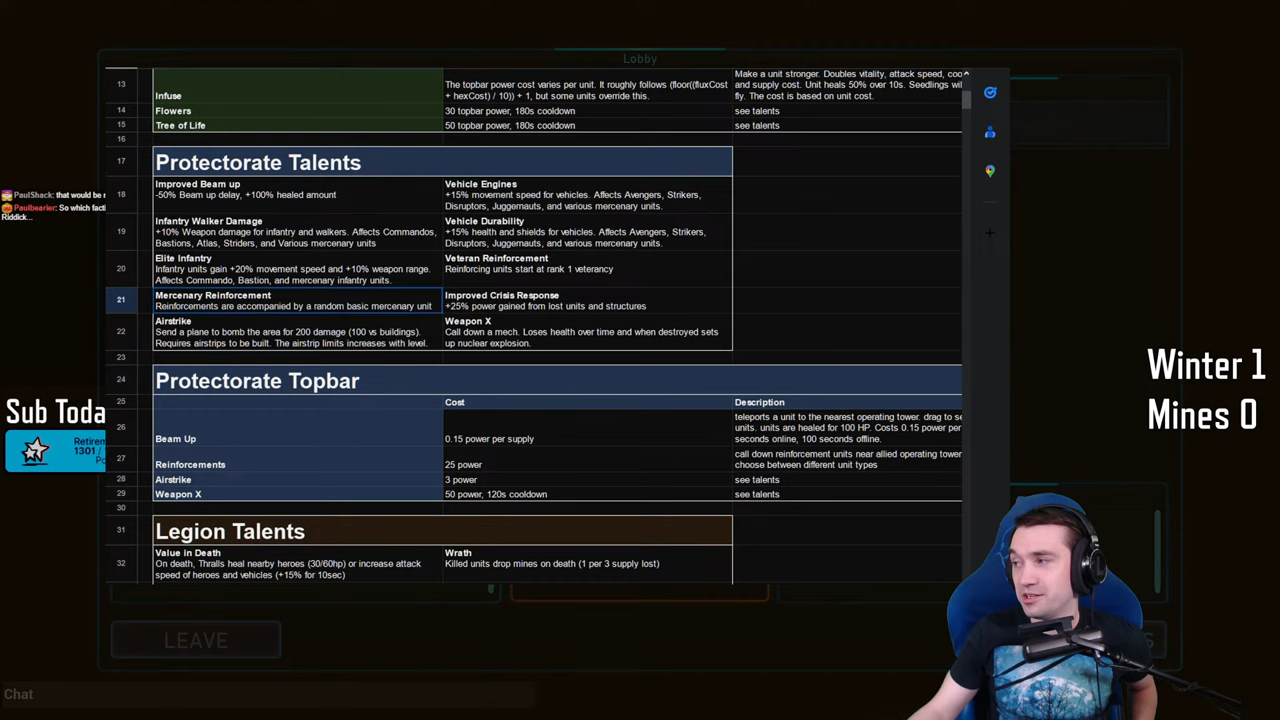 Lobby
13
Infuse
The topbar power cost varies per unit. It roughly follows (floor((fluxCost
+ hexCost) / 10)) + 1, but some units override this.
Make a unit stronger. Doubles vitality, attack speed, coo
and supply cost. Unit heals 50% over 10s. Seedlings wil
fly. The cost is based on unit cost.
14
Flowers
30 topbar power, 180s cooldown
see talents
15
Tree of Life
50 topbar power, 180s cooldown
see talents
16
17
Protectorate Talents
18
Improved Beam up
-50% Beam up delay, +100% healed amount
Vehicle Engines
+15% movement speed for vehicles. Affects Avengers, Strikers,
Disruptors, Juggernauts, and various mercenary units.
19
Infantry Walker Damage
+10% Weapon damage for infantry and walkers. Affects Commandos,
Bastions, Atlas, Striders, and Various mercenary units
Vehicle Durability
+15% health and shields for vehicles. Affects Avengers, Strikers,
Disruptors, Juggernauts, and various mercenary units.
20
Elite Infantry
Infantry units gain +20% movement speed and +10% weapon range.
Affects Commando, Bastion, and mercenary infantry units.
Veteran Reinforcement
Reinforcing units start at rank 1 veterancy
21
Mercenary Reinforcement
Reinforcements are accompanied by a random basic mercenary unit
Improved Crisis Response
+25% power gained from lost units and structures
22
Airstrike
Send a plane to bomb the area for 200 damage (100 vs buildings).
Requires airstrips to be built. The airstrip limits increases with level.
Weapon X
Call down a mech. Loses health over time and when destroyed sets
up nuclear explosion.
23
24
Protectorate Topbar
25
Cost
Description
26
Beam Up
0.15 power per supply
teleports a unit to the nearest operating tower. drag to se
units. units are healed for 100 HP. Costs 0.15 power per
seconds online, 100 seconds offline.
27
Reinforcements
25 power
call down reinforcement units near allied operating tower
choose between different unit types
28
Airstrike
3 power
see talents
29
Weapon X
50 power, 120s cooldown
see talents
30
31
Legion Talents
32
Value in Death
On death, Thralls heal nearby heroes (30/60hp) or increase attack
speed of heroes and vehicles (+15% for 10sec)
Wrath
Killed units drop mines on death (1 per 3 supply lost)
PaulShack: that would be r
Paulbearier: So which facti
Riddick...
Sub Toda
Retirem
1301 /
Winter 1
Mines 0
LEAVE
S
Chat